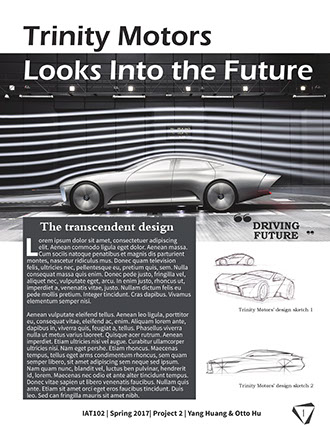 Trinity Motors
Looks Into the Future
The transcendent design
Lorem ipsum dolor sit amet, consectetuer adipiscing
elit. Aenean commodo ligula eget dolor. Aenean massa.
Cum sociis natoque penatibus et magnis dis parturient
montes, nascetur ridiculus mus. Donec quam television
felis, ultricies nec, pellentesque eu, pretium quis, sem. Nulla
consequat massa quis enim. Donec pede justo, fringilla vel,
aliquet nec, vulputate eget, arcu. In enim justo, rhoncus ut,
imperdiet a, venenatis vitae, justo. Nullam dictum felis eu
pede mollis pretium. Integer tincidunt. Cras dapibus. Vivamus
elementum semper nisi.
Aenean vulputate eleifend tellus. Aenean leo ligula, porttitor
eu, consequat vitae, eleifend ac, enim. Aliquam lorem ante,
dapibus in, viverra quis, feugiat a, tellus. Phasellus viverra
nulla ut metus varius laoreet. Quisque acer rutrum. Aenean
imperdiet. Etiam ultricies nisi vel augue. Curabitur ullamcorper
ultricies nisi. Nam eget pershe. Etiam rhoncus. Maecenas
tempus, tellus eget arms condimentum rhoncus, sem quam
semper libero, sit amet adipiscing sem neque sed ipsum.
Nam quam nunc, blandit vel, luctus ben pulvinar, hendrerit
id, lorem. Maecenas nec odio et ante alter tincidunt tempus.
Donec vitae sapien ut libero venenatis faucibus. Nullam quis
ante. Etiam sit amet orci eget eros faucibus tincidunt. Duis
leo. Sed can fringilla mauris sit amet nibh.
“DRIVING
FUTURE”
Trinity Motors' design sketch 1
Trinity Motors' design sketch 2
IAT102 | Spring 2017| Project 2 | Yang Huang & Otto Hu
1